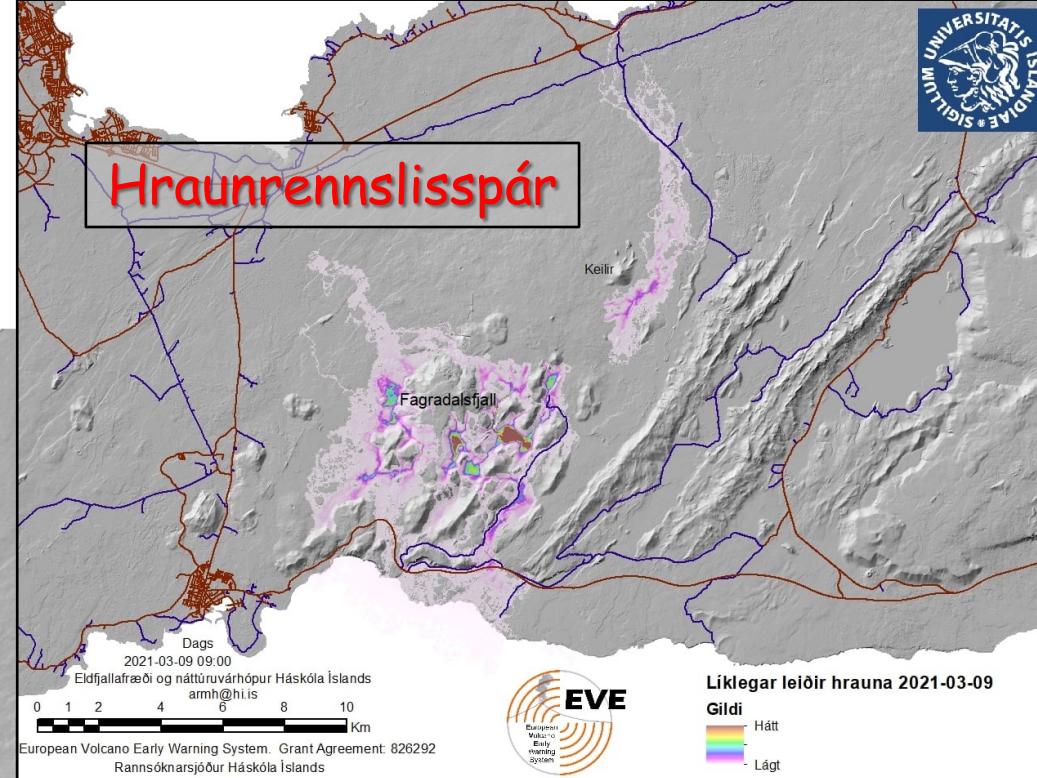 UNIVERSITATIS ISLANDIAE * SIGILLUM *
Hraunrennslisspár
Keilir
Fagradalsfjall
Dags
2021-03-09 09:00
Eldfjallafræði og náttúruvárhópur Háskóla Íslands
armh@hi.is
0 1 2 4 6 8 10
Km
European Volcano Early Warning System. Grant Agreement: 826292
Rannsóknarsjóður Háskóla Íslands
EVE
European
Volcano
Early
Warning
System
Líklegar leiðir hrauna 2021-03-09
Gildi
Hátt
Lágt